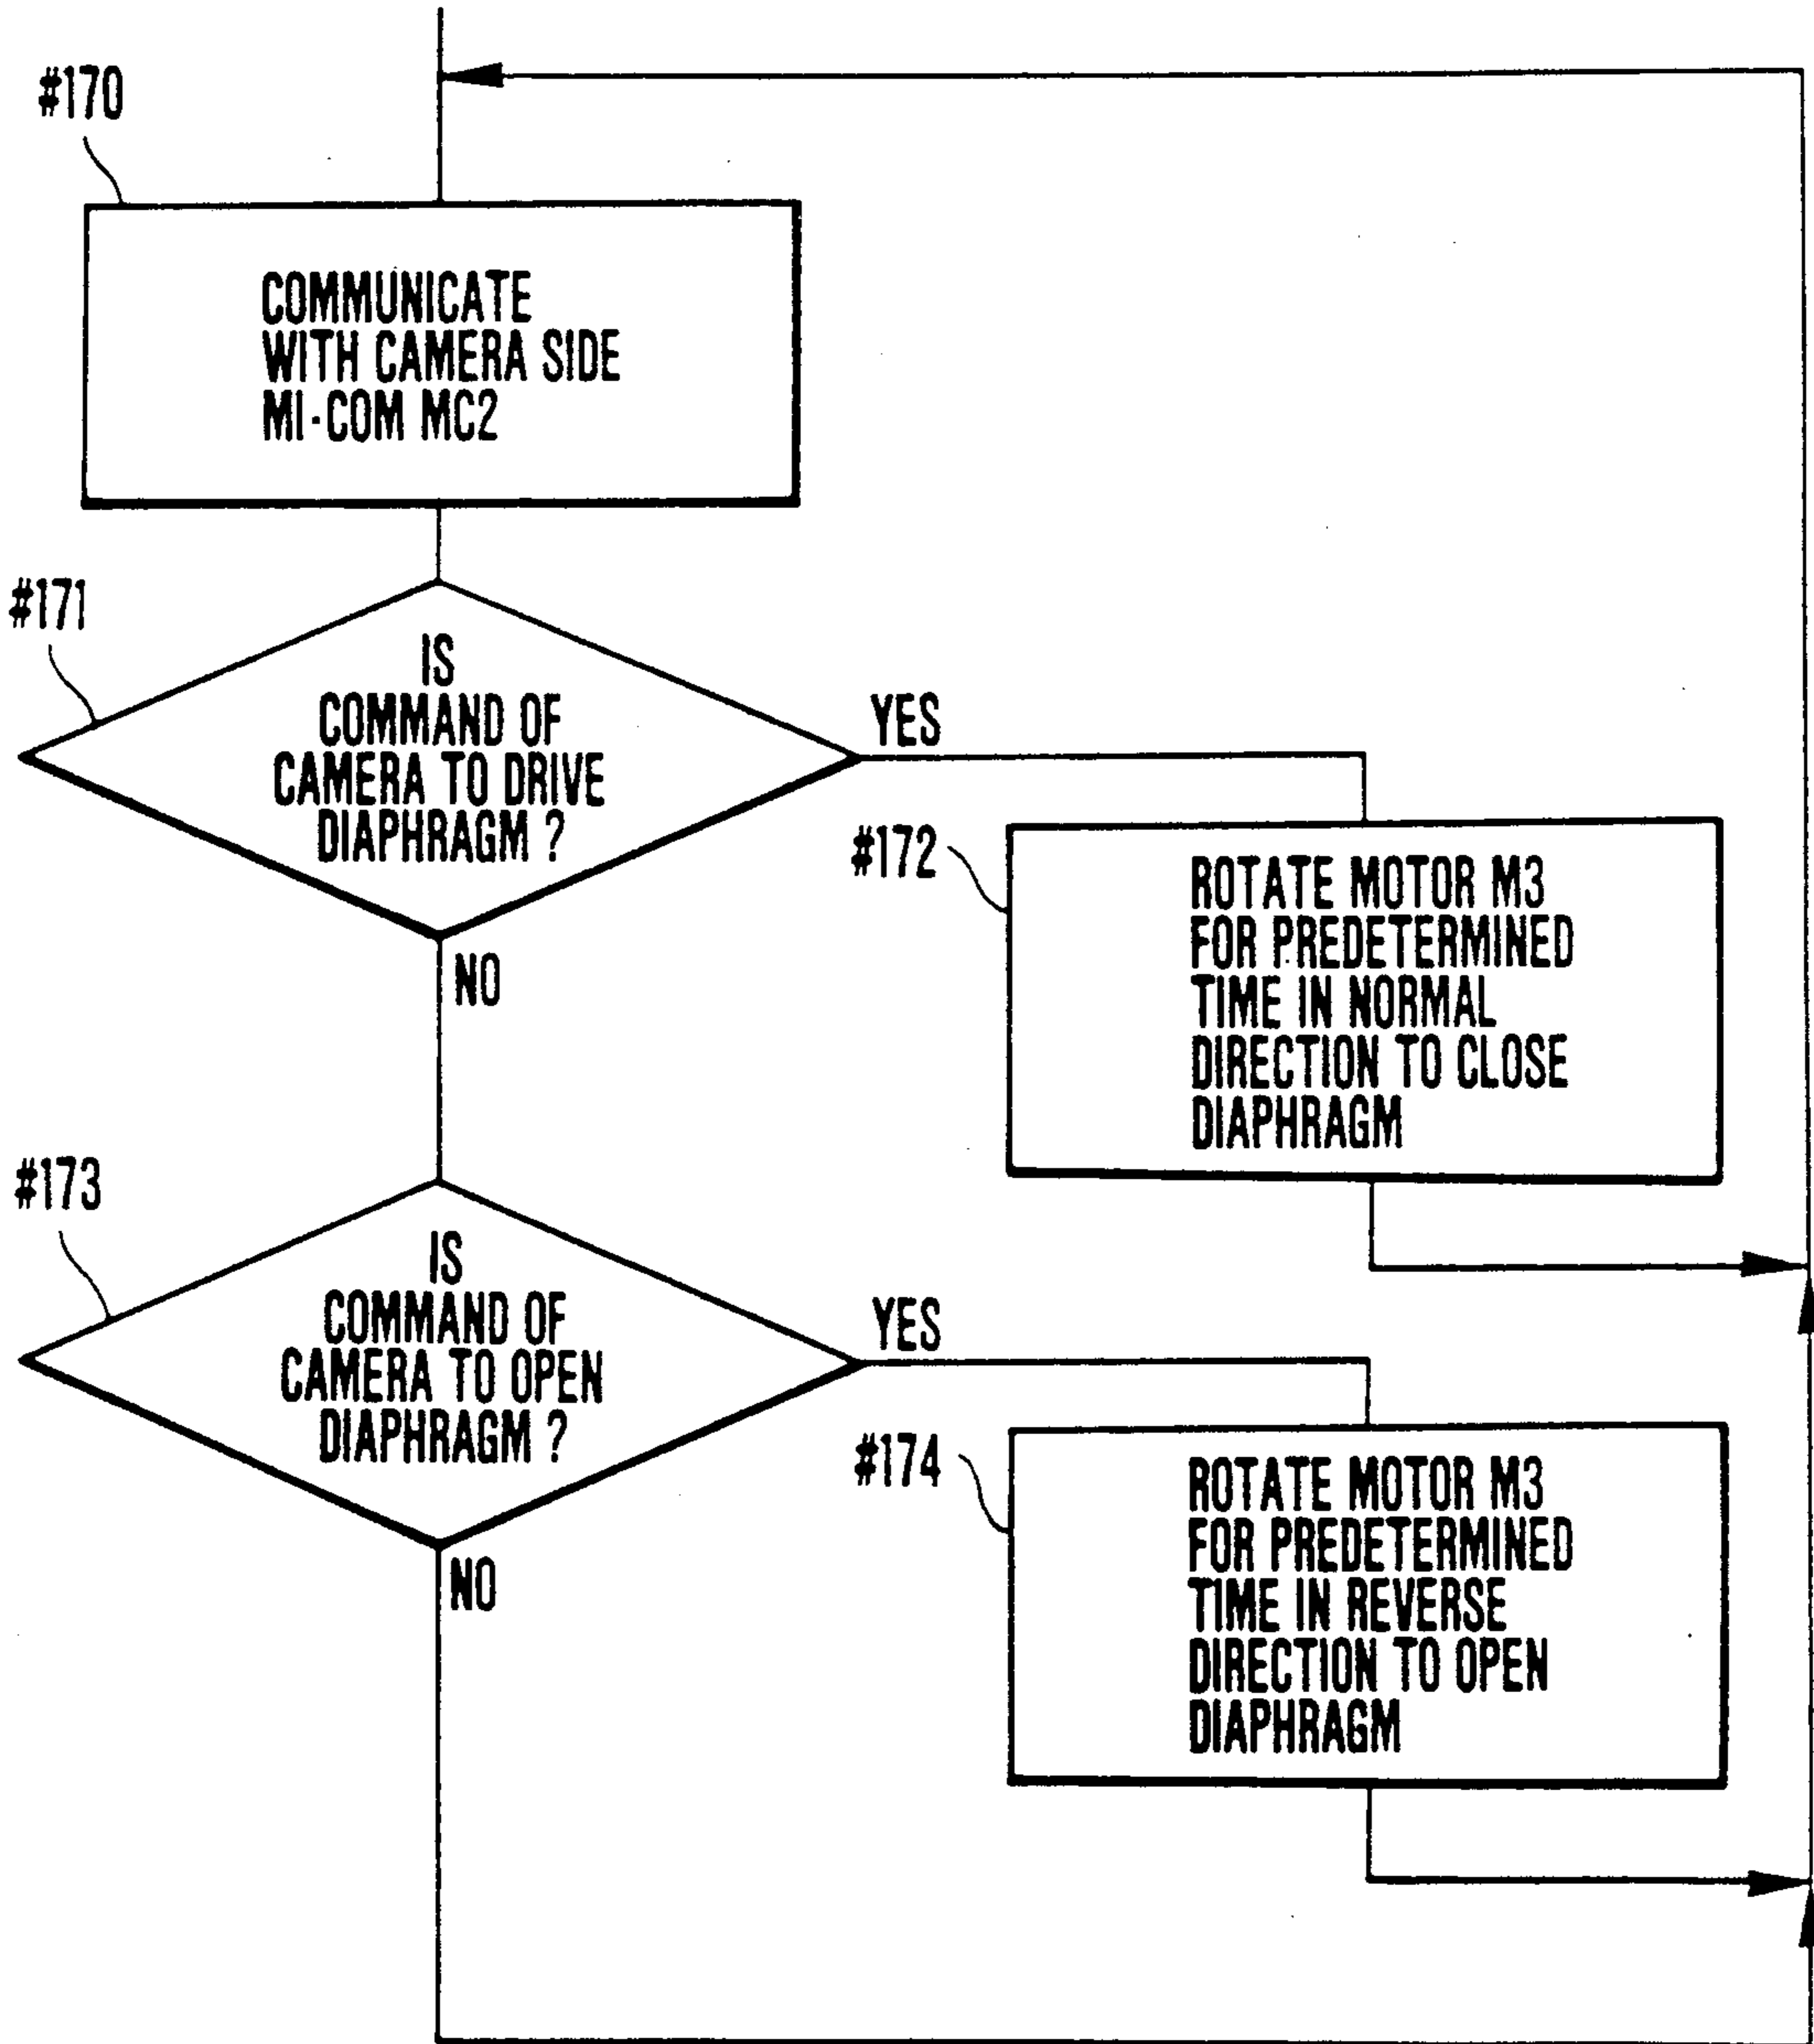 #170
COMMUNICATE
WITH CAMERA SIDE
MI-COM MC2
#171
IS
COMMAND OF
CAMERA TO DRIVE
DIAPHRAGM ?
YES
NO
#172
ROTATE MOTOR M3
FOR PREDETERMINED
TIME IN NORMAL
DIRECTION TO CLOSE
DIAPHRAGM
#173
IS
COMMAND OF
CAMERA TO OPEN
DIAPHRAGM ?
YES
NO
#174
ROTATE MOTOR M3
FOR PREDETERMINED
TIME IN REVERSE
DIRECTION TO OPEN
DIAPHRAGM